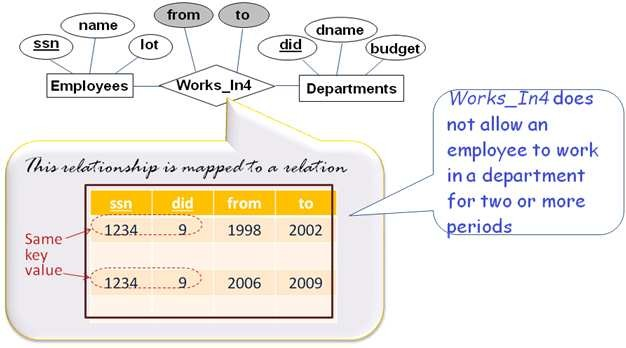 from
to
name
ssn
lot
did
dname
budget
Employees
Works_In4
Departments
Works_In4 does
not allow an
employee to work
in a department
for two or more
periods
This relationship is mapped to a relation
ssn did from to
1234 9 1998 2002
Same
key
value
1234 9 2006 2009